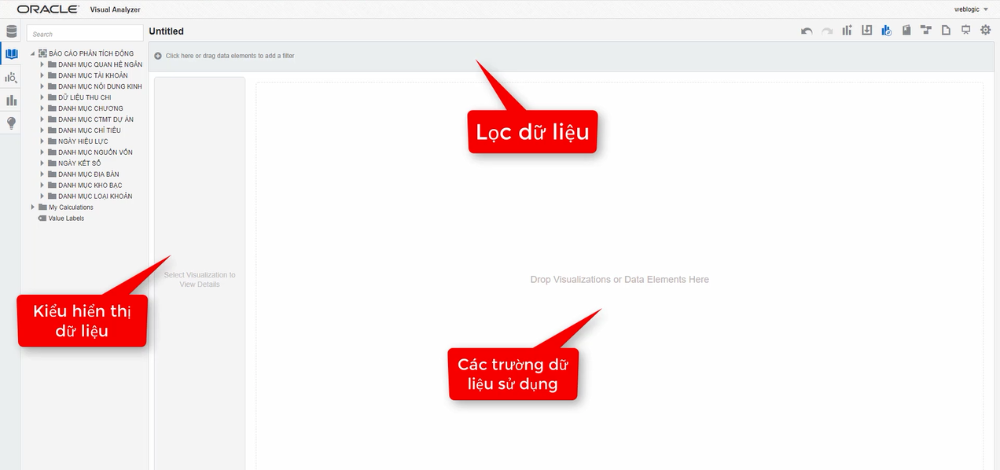 ORACLE Visual Analyzer
weblogic
Search
Untitled
BÁO CÁO PHÂN TÍCH ĐỘNG
Click here or drag data elements to add a filter
DANH MỤC QUAN HỆ NGÂN
DANH MỤC TÀI KHOẢN
DANH MỤC NỘI DUNG KINH
DỮ LIỆU THU CHI
DANH MỤC CHƯƠNG
DANH MỤC CTMT DỰ ÁN
DANH MỤC CHỈ TIÊU
NGÀY HIỆU LỰC
DANH MỤC NGUỒN VỐN
NGÀY KẾT SỔ
DANH MỤC ĐỊA BÀN
DANH MỤC KHO BẠC
DANH MỤC LOẠI KHOẢN
My Calculations
Value Labels
Lọc dữ liệu
Select Visualization to
View Details
Drop Visualizations or Data Elements Here
Kiểu hiển thị
dữ liệu
Các trường dữ
liệu sử dụng